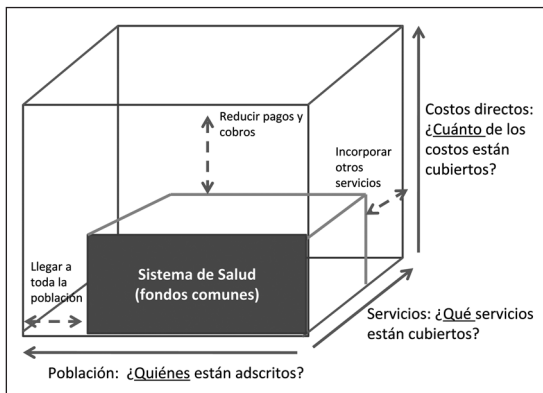 Reducir pagos y
cobros
Costos directos:
¿Cuánto de los
costos están
cubiertos?
Incorporar
otros
servicios
Llegar a
toda la
población
Sistema de Salud
(fondos comunes)
Servicios: ¿Qué servicios
están cubiertos?
Población: ¿Quiénes están adscritos?